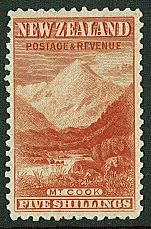 NEW ZEALAND
POSTAGE & REVENUE
MT COOK
FIVE SHILLINGS